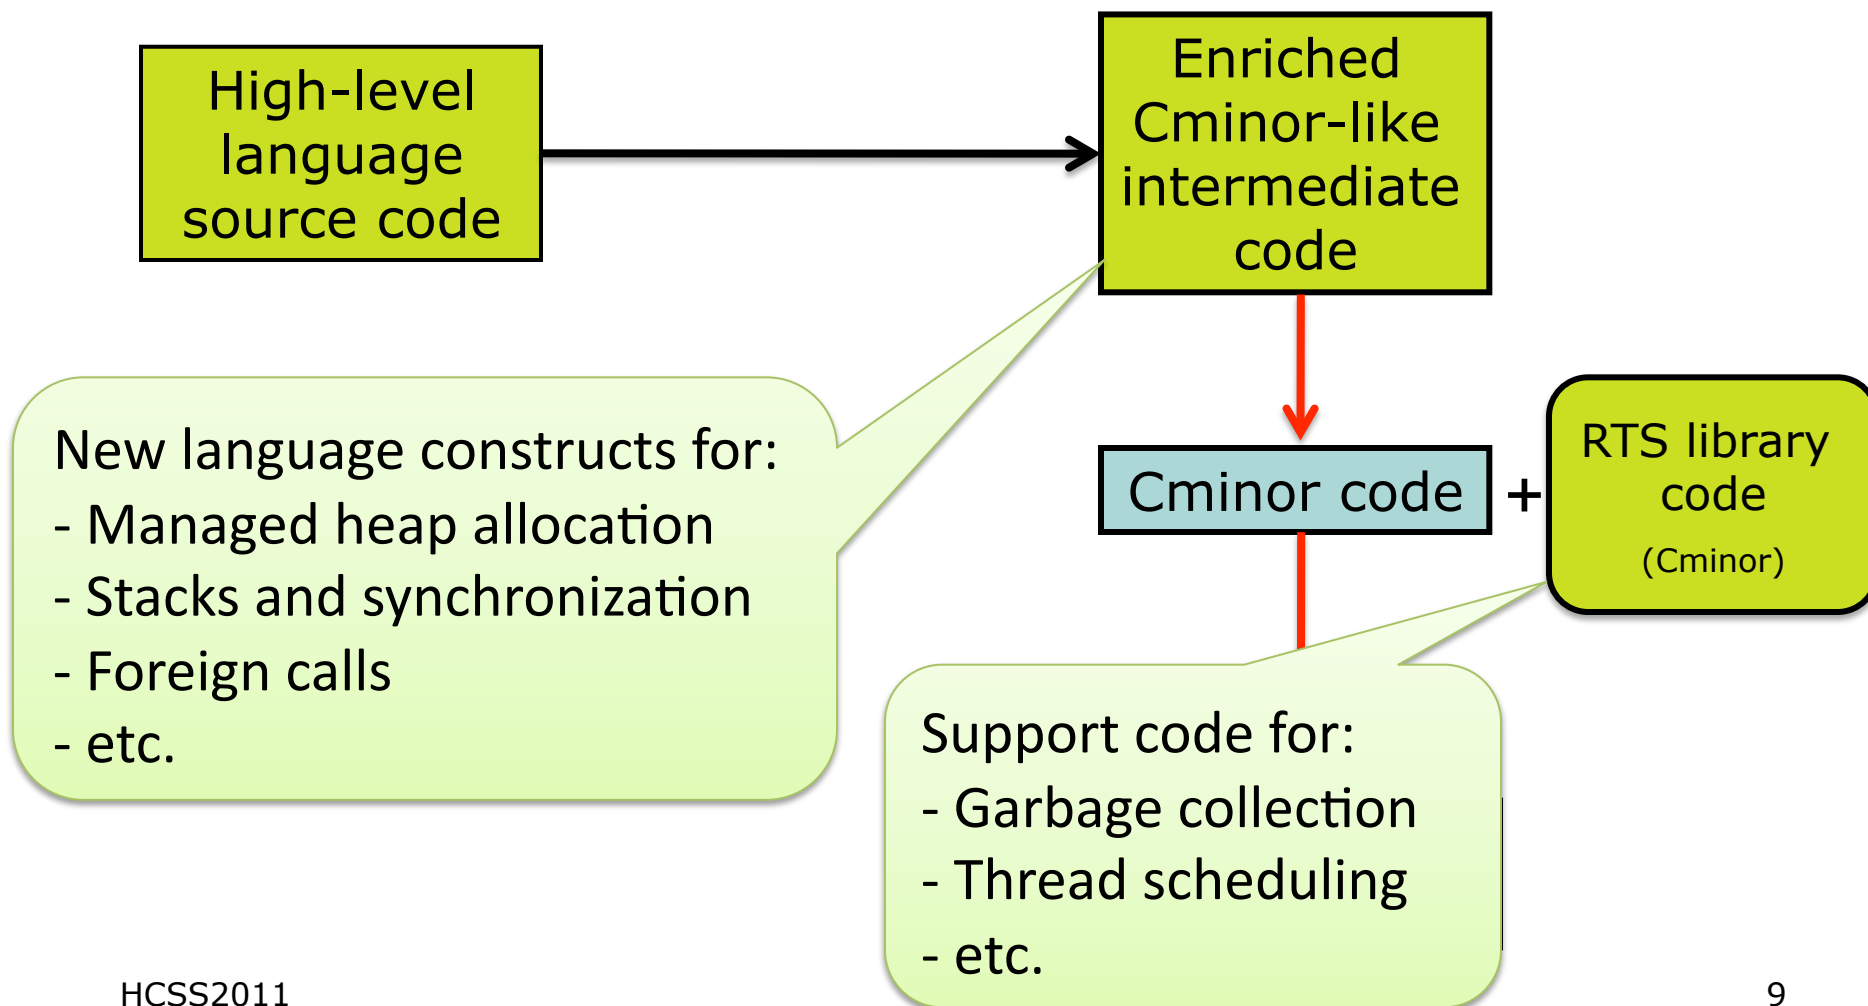 High-level
language
source code
Enriched
Cminor-like
intermediate
code
New language constructs for:
- Managed heap allocation
- Stacks and synchronization
- Foreign calls
- etc.
Cminor code
+
RTS library
code
(Cminor)
Support code for:
- Garbage collection
- Thread scheduling
- etc.
HCSS2011
9